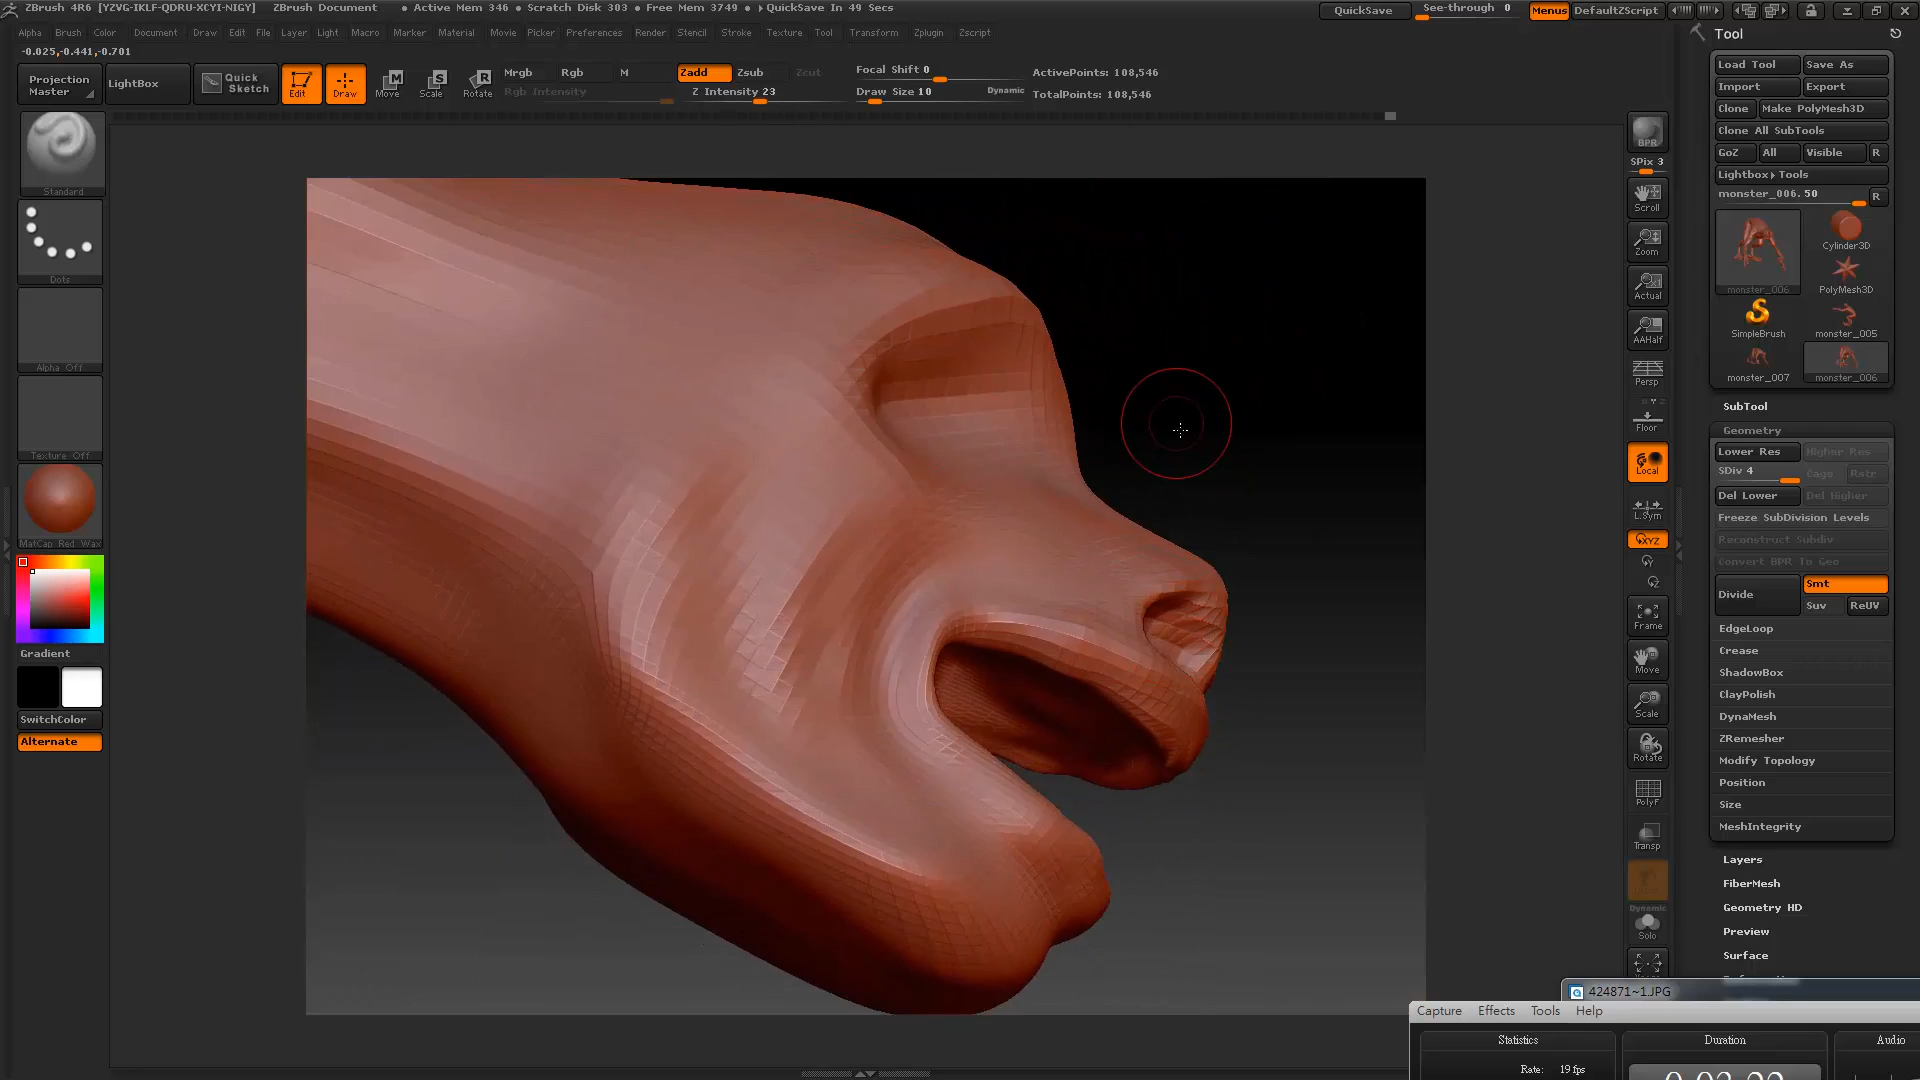 ZBrush 4R6 [YZVG-IKLF-QDRU-XCYI-NIGY] ZBrush Document • Active Mem 346 • Scratch Disk 303 • Free Mem 3749 • QuickSave In 49 Secs QuickSave See-through 0 Menus DefaultZScript
Alpha Brush Color Document Draw Edit File Layer Light Macro Marker Material Movie Picker Preferences Render Stencil Stroke Texture Tool Transform Zplugin Zscript
-0.025,-0.441,-0.701
Projection Master
LightBox
Quick Sketch
Edit
Draw
Move
Scale
Rotate
Mrgb Rgb M
Rgb Intensity
Zadd Zsub Zcut
Z Intensity 23
Focal Shift 0
Draw Size 10 Dynamic
ActivePoints: 108,546
TotalPoints: 108,546
Standard
Dots
Alpha Off
Texture Off
MatCap Red Wax
Gradient
SwitchColor
Alternate
BPR
SPix 3
Scroll
Zoom
Actual
AAHalf
Persp
Floor
Local
L.Sym
XYZ
Y
Z
Frame
Move
Scale
Rotate
PolyF
Transp
Dynamic
Solo
Tool
Load Tool Save As
Import Export
Clone Make PolyMesh3D
Clone All SubTools
GoZ All Visible R
Lightbox Tools
monster_006. 50 R
monster_006 Cylinder3D
PolyMesh3D
SimpleBrush monster_005
monster_007 monster_006
SubTool
Geometry
Lower Res Higher Res
SDiv 4 Cage Rstr
Del Lower Del Higher
Freeze SubDivision Levels
Reconstruct Subdiv
Convert BPR To Geo
Divide Smt
Suv ReUV
EdgeLoop
Crease
ShadowBox
ClayPolish
DynaMesh
ZRemesher
Modify Topology
Position
Size
MeshIntegrity
Layers
FiberMesh
Geometry HD
Preview
Surface
424871~1.JPG
Capture Effects Tools Help
Statistics Duration Audio
Rate: 19 fps